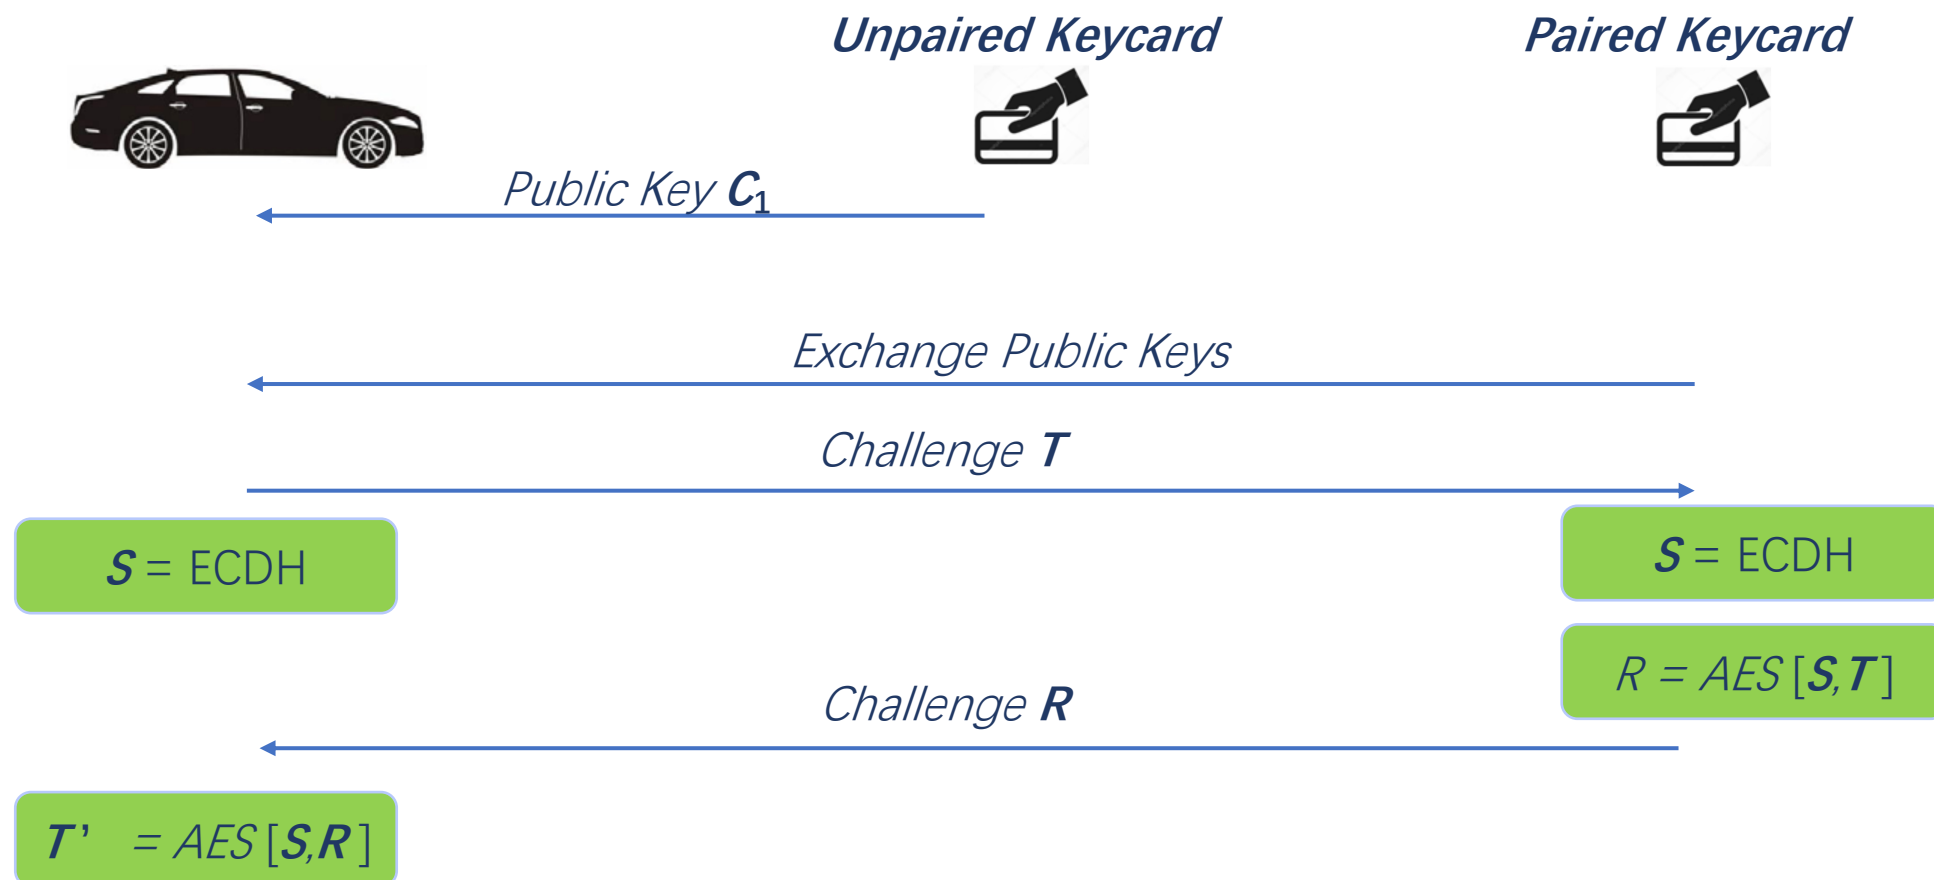 Unpaired Keycard
Paired Keycard
Public Key C₁
Exchange Public Keys
Challenge T
S = ECDH
S = ECDH
R = AES [S,T]
Challenge R
T’ = AES [S,R]